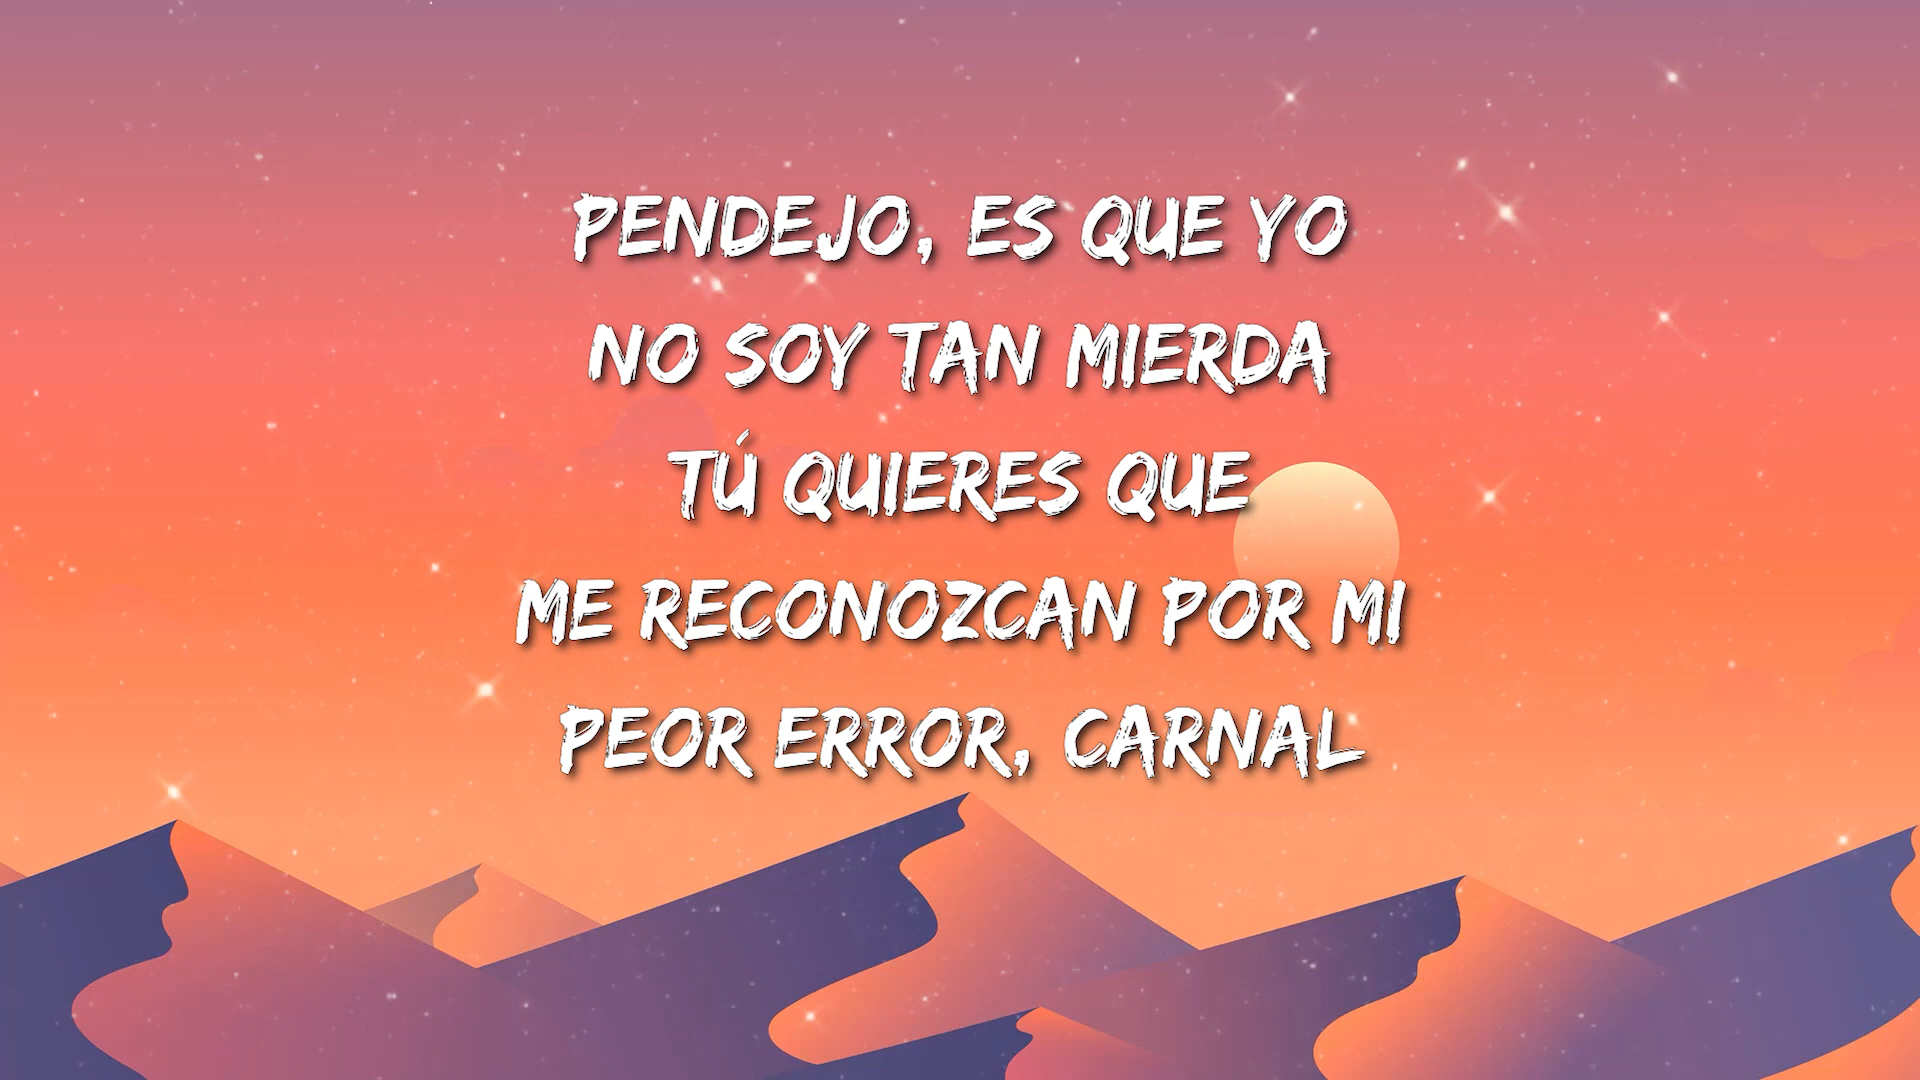 PENDEJO, ES QUE YO
NO SOY TAN MIERDA
TÚ QUIERES QUE
ME RECONOZCAN POR MI
PEOR ERROR, CARNAL